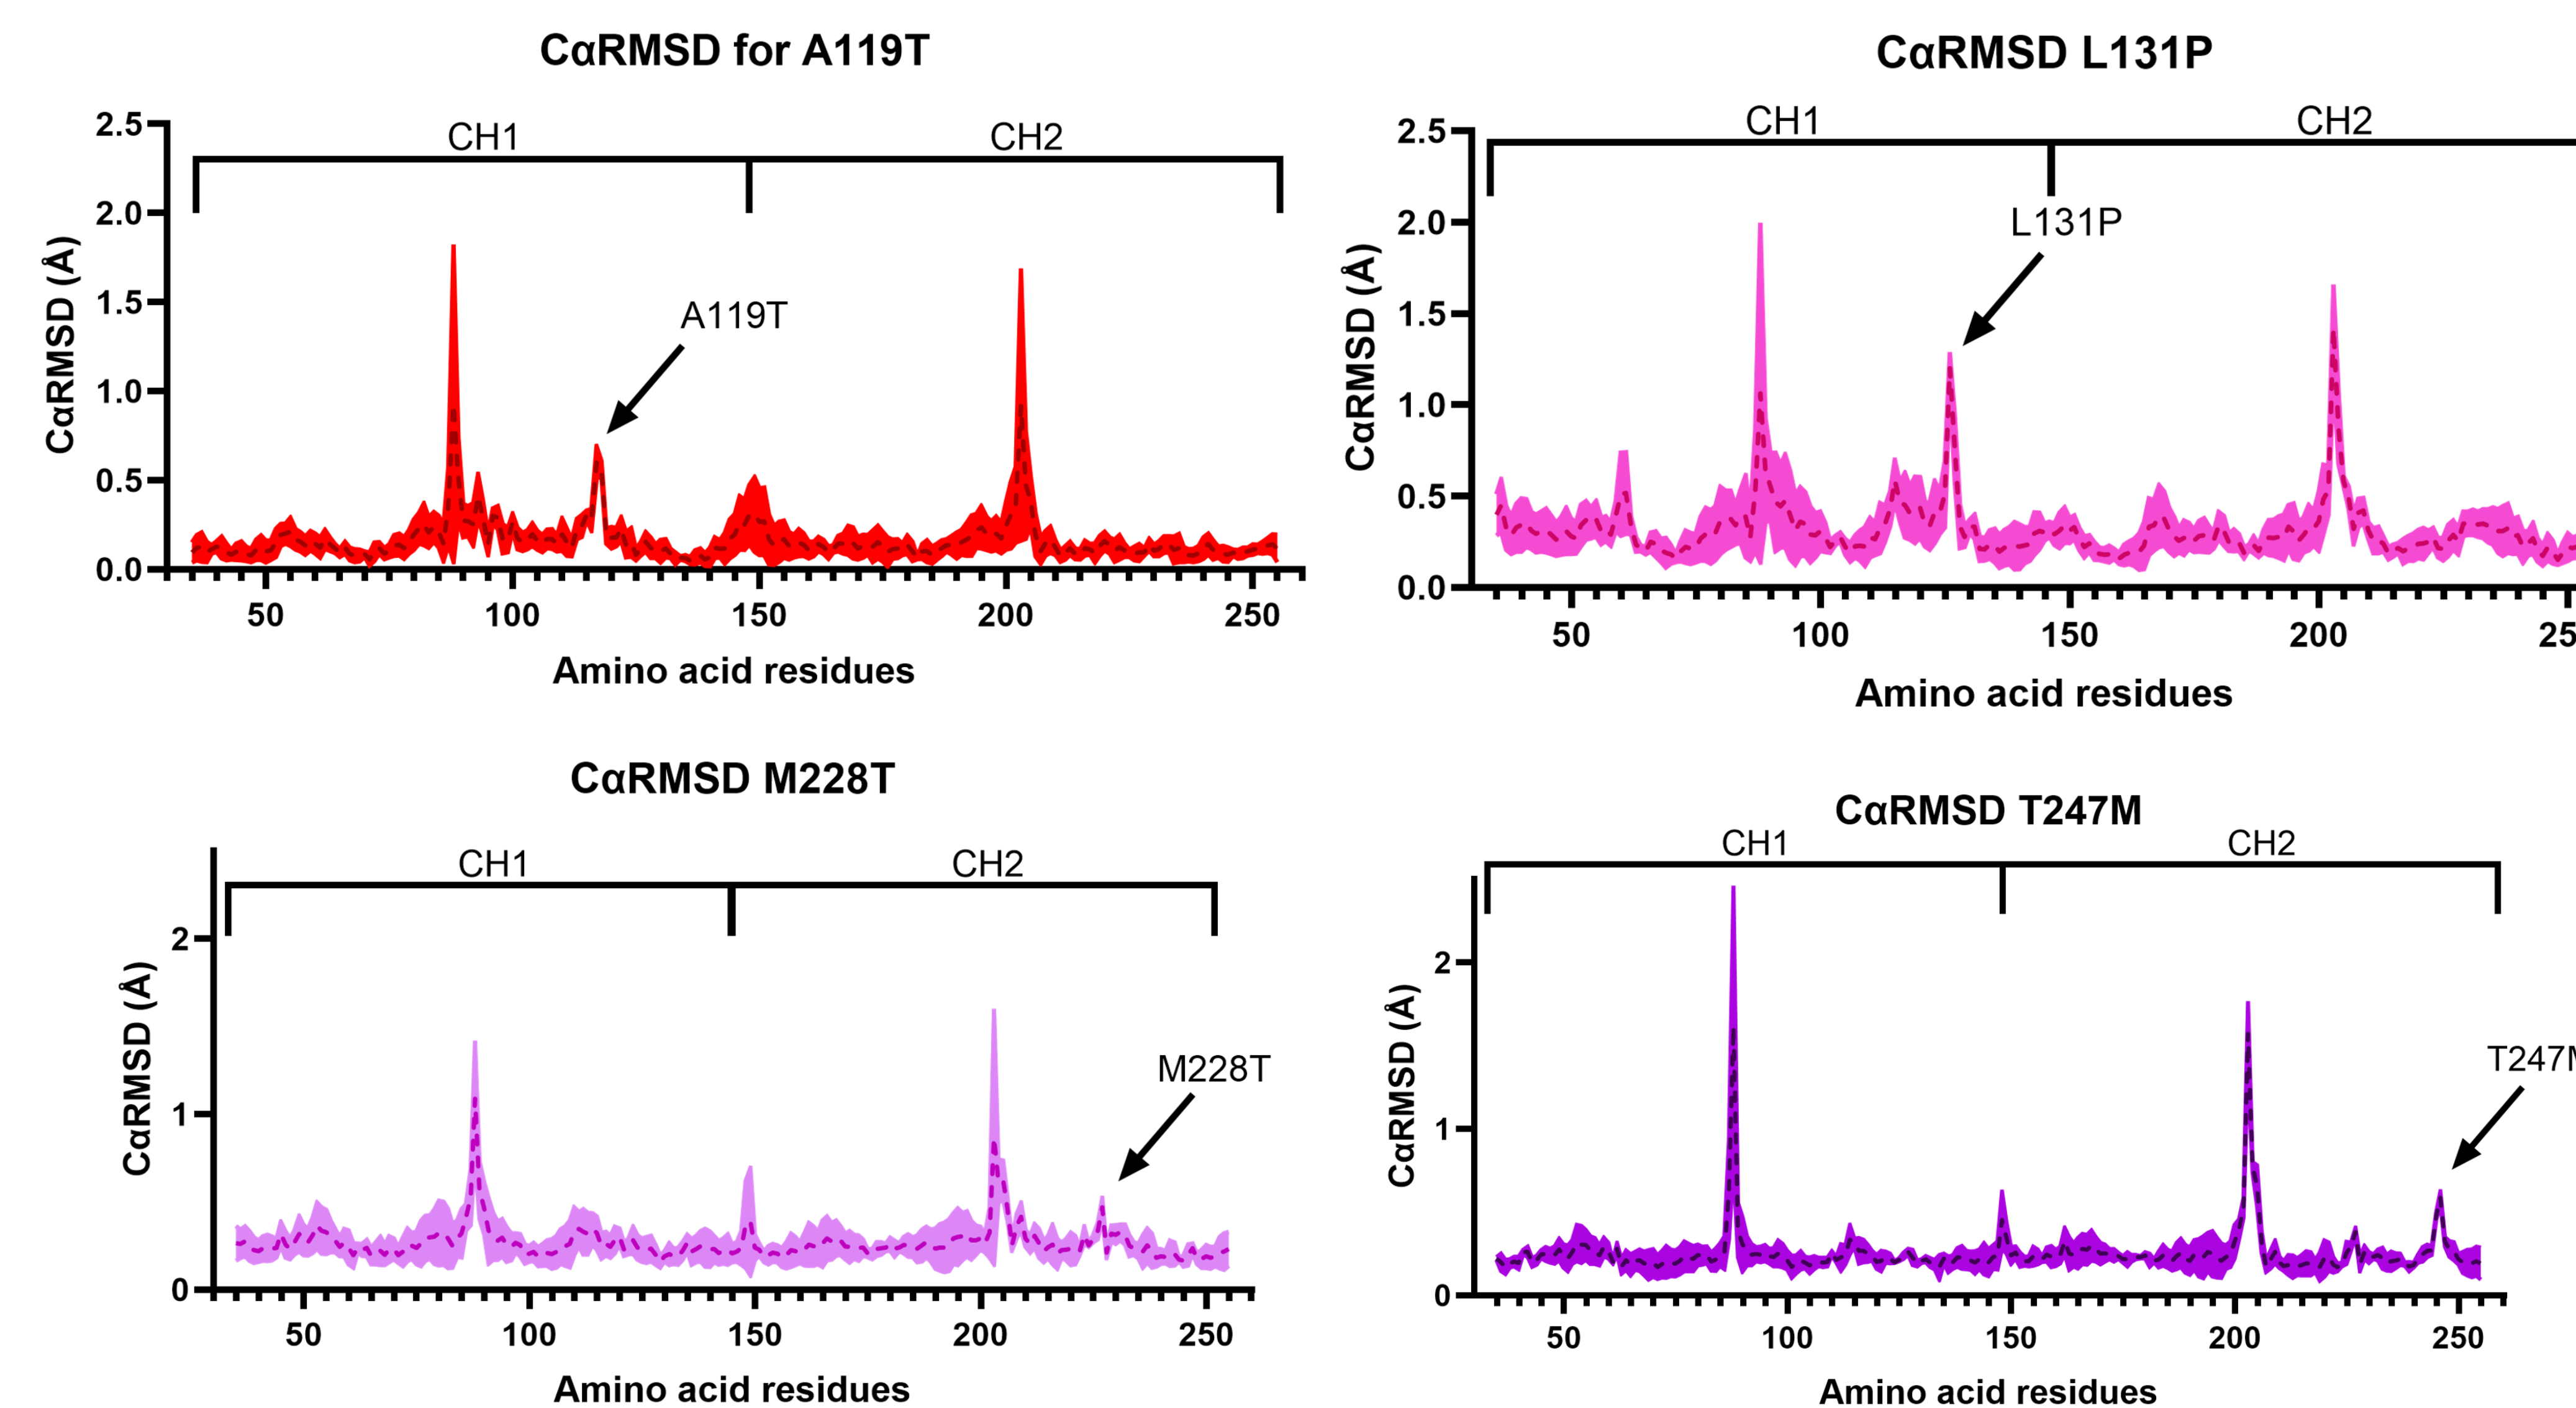 CαRMSD for A119T
CH1
CH2
2.5
2.0
1.5
1.0
0.5
0.0
CαRMSD (Å)
A119T
50
100
150
200
250
Amino acid residues
CαRMSD L131P
CH1
CH2
2.5
2.0
1.5
1.0
0.5
0.0
CαRMSD (Å)
L131P
50
100
150
200
25
Amino acid residues
CαRMSD M228T
CH1
CH2
2
1
0
CαRMSD (Å)
M228T
50
100
150
200
250
Amino acid residues
CαRMSD T247M
CH1
CH2
2
1
0
CαRMSD (Å)
T247M
50
100
150
200
250
Amino acid residues